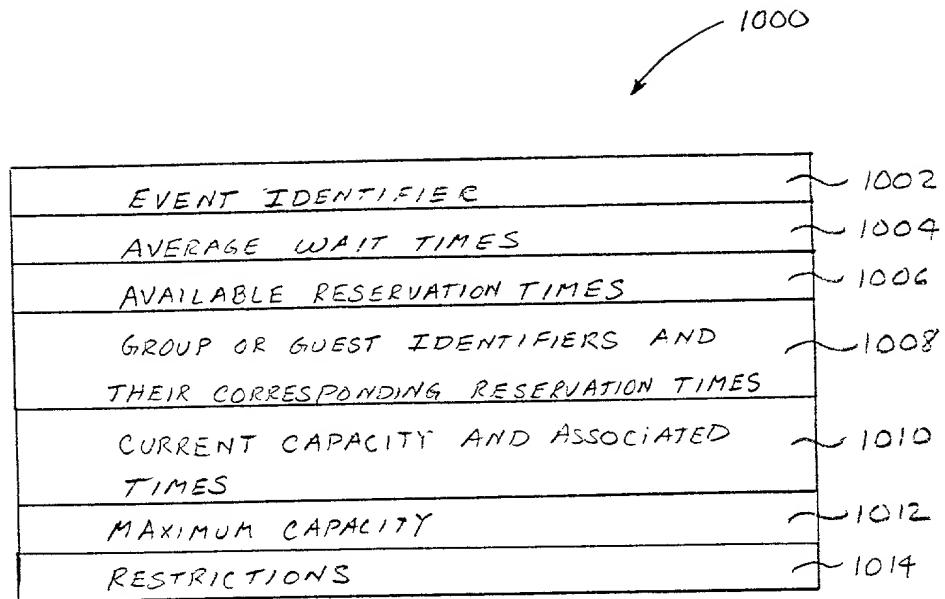 1000
EVENT IDENTIFIER 1002
AVERAGE WAIT TIMES 1004
AVAILABLE RESERVATION TIMES 1006
GROUP OR GUEST IDENTIFIERS AND 1008
THEIR CORRESPONDING RESERVATION TIMES
CURRENT CAPACITY AND ASSOCIATED 1010
TIMES
MAXIMUM CAPACITY 1012
RESTRICTIONS 1014